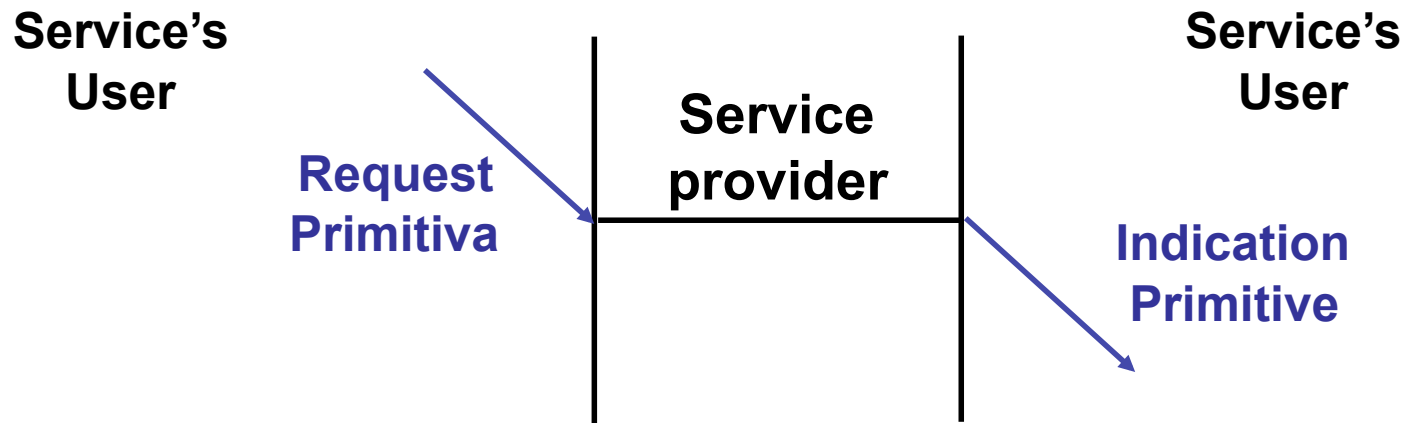 Service’s
User
Service’s
User
Service
provider
Request
Primitiva
Indication
Primitive